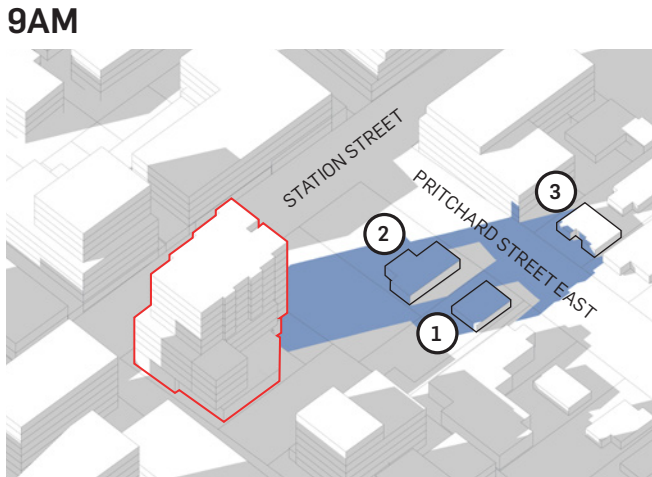 9AM
STATION STREET
PRITCHARD STREET EAST
3
2
1